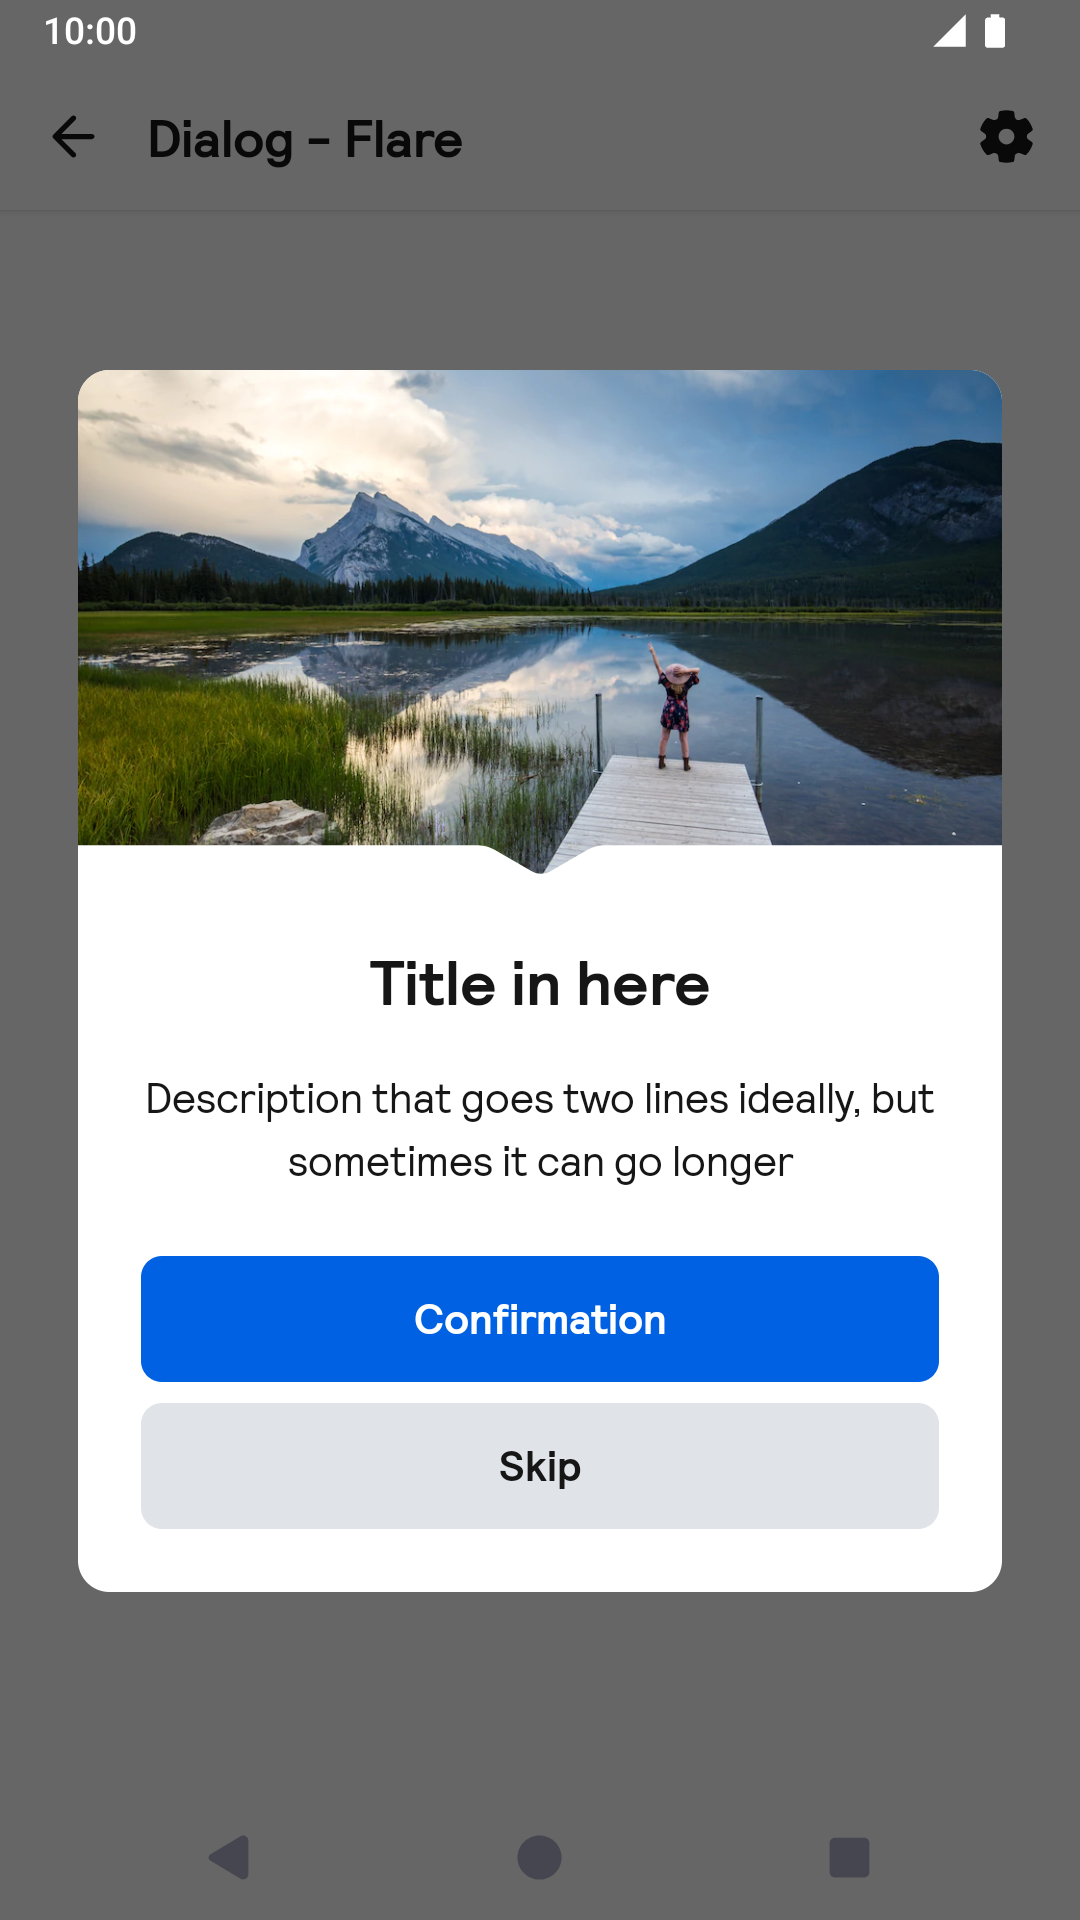 10:00
Dialog - Flare
Title in here
Description that goes two lines ideally, but
sometimes it can go longer
Confirmation
Skip